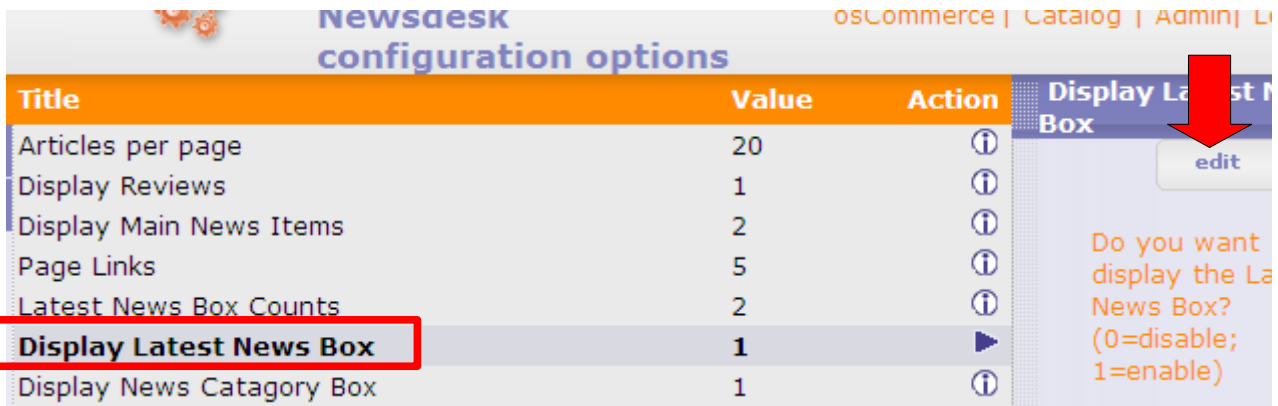 Newsdesk
configuration options
osCommerce | Catalog | Admin|
Title Value Action
Articles per page 20
Display Reviews 1
Display Main News Items 2
Page Links 5
Latest News Box Counts 2
Display Latest News Box 1
Display News Catagory Box 1
Display
Box
edit
Do you want
display the
News Box?
(0=disable;
1=enable)